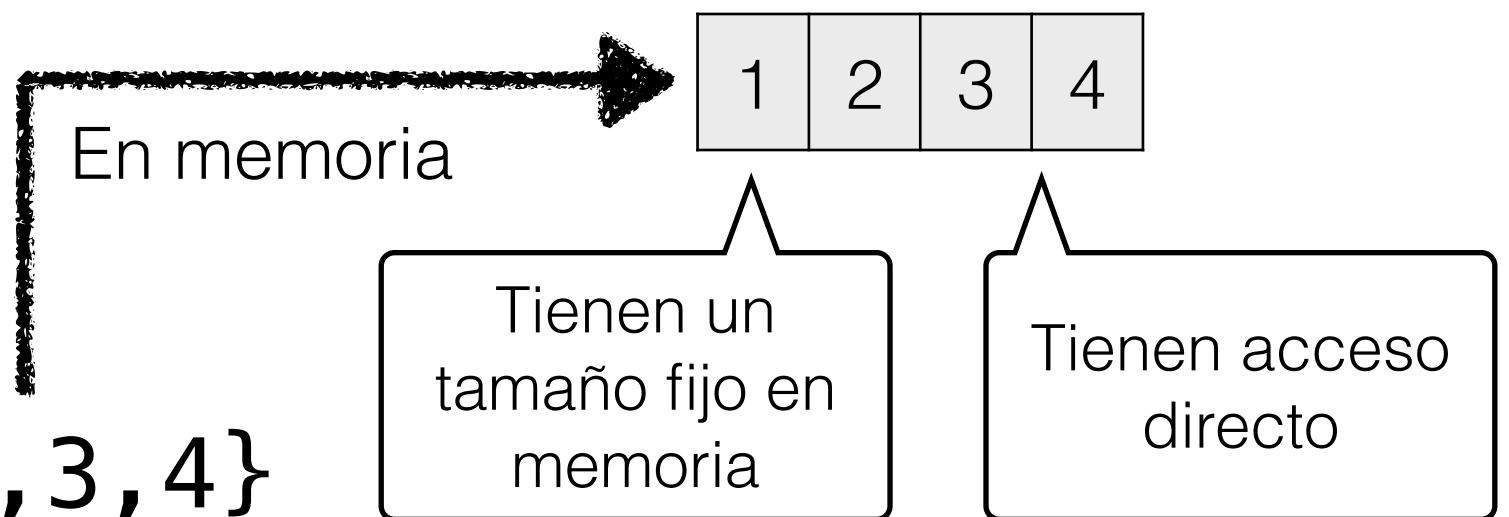 1 2 3 4
En memoria
Tienen un
tamaño fijo en
memoria
Tienen acceso
directo
,3,4}